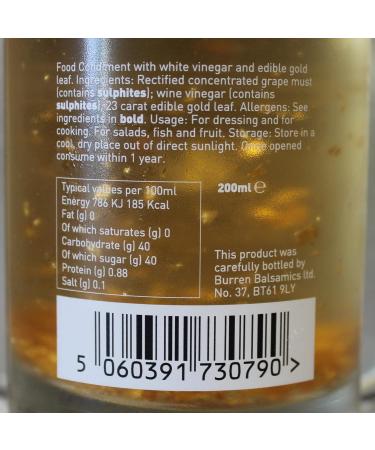 Food Condiment with white vinegar and edible gold
leaf. Ingredients: Rectified concentrated grape must
(contains sulphites); wine vinegar (contains
sulphites); 23 carat edible gold leaf. Allergens: See
ingredients in bold. Usage: For dressing and for
cooking. For salads, fish and fruit. Storage: Store in a
cool, dry place out of direct sunlight. Once opened
consume within 1 year.
Typical values per 100ml
Energy 786 KJ 185 Kcal
Fat (g) 0
Of which saturates (g) 0
Carbohydrate (g) 40
Of which sugar (g) 40
Protein (g) 0.88
Salt (g) 0.1
200ml ℮
This product was
carefully bottled by
Burren Balsamics ltd.
No. 37, BT61 9LY
5 060391 730790 >